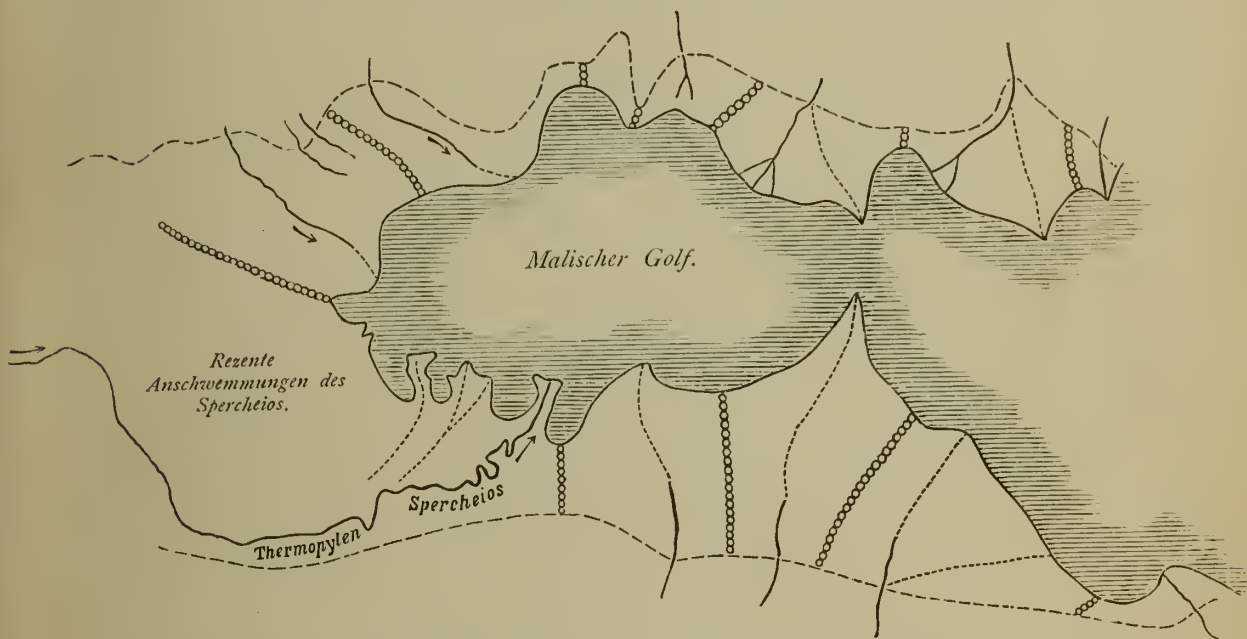 Malischer Golf.
Rezente
Anschwemmungen des
Spercheios.
Spercheios
Thermopylen